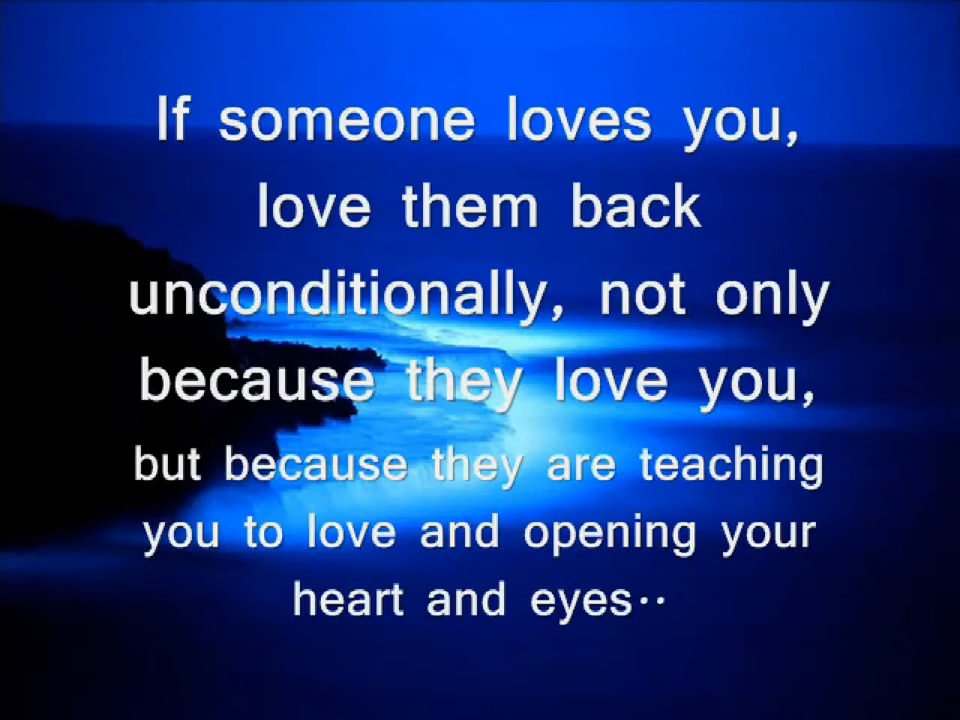 If someone loves you,
love them back
unconditionally, not only
because they love you,
but because they are teaching
you to love and opening your
heart and eyes··